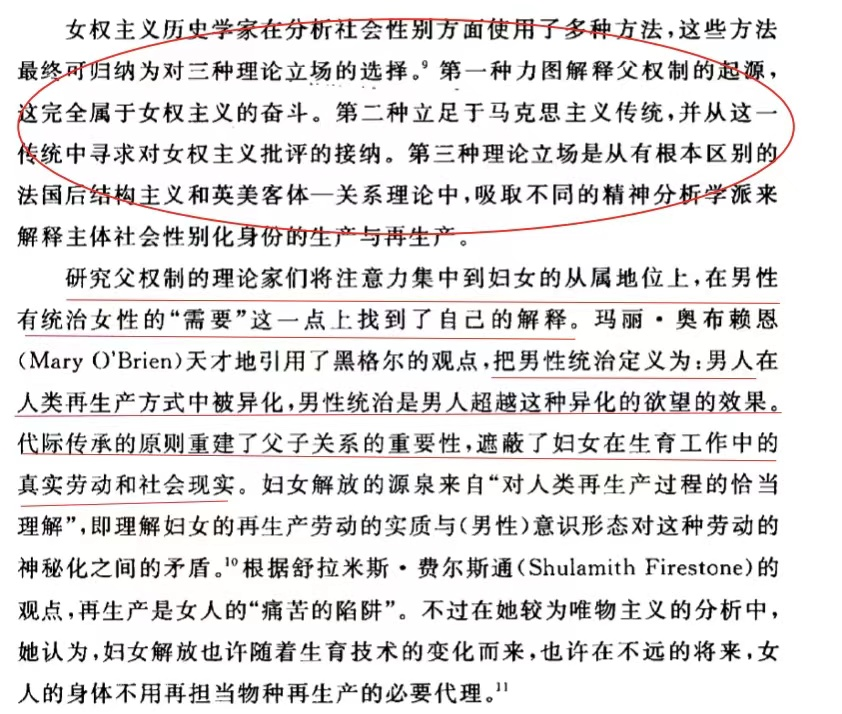 女权主义历史学家在分析社会性别方面使用了多种方法，这些方法
最终可归纳为对三种理论立场的选择。⁹ 第一种力图解释父权制的起源，
这完全属于女权主义的奋斗。第二种立足于马克思主义传统，并从这一
传统中寻求对女权主义批评的接纳。第三种理论立场是从有根本区别的
法国后结构主义和英美客体—关系理论中，吸取不同的精神分析学派来
解释主体社会性别化身份的生产与再生产。
研究父权制的理论家们将注意力集中到妇女的从属地位上，在男性
有统治女性的“需要”这一点上找到了自己的解释。玛丽·奥布赖恩
（Mary O'Brien）天才地引用了黑格尔的观点，把男性统治定义为：男人在
人类再生产方式中被异化，男性统治是男人超越这种异化的欲望的效果。
代际传承的原则重建了父子关系的重要性，遮蔽了妇女在生育工作中的
真实劳动和社会现实。妇女解放的源泉来自“对人类再生产过程的恰当
理解”，即理解妇女的再生产劳动的实质与（男性）意识形态对这种劳动的
神秘化之间的矛盾。¹⁰根据舒拉米斯·费尔斯通（Shulamith Firestone）的
观点，再生产是女人的“痛苦的陷阱”。不过在她较为唯物主义的分析中，
她认为，妇女解放也许随着生育技术的变化而来，也许在不远的将来，女
人的身体不用再担当物种再生产的必要代理。¹¹